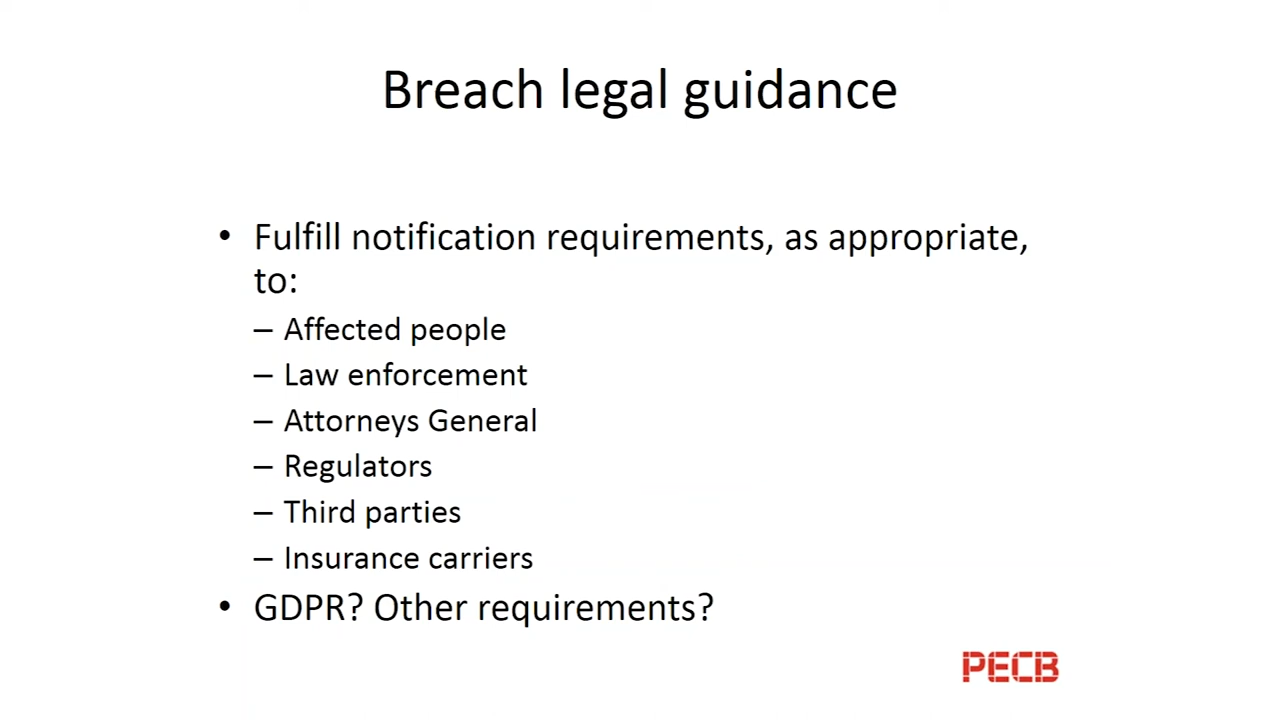 Breach legal guidance
• Fulfill notification requirements, as appropriate,
to:
– Affected people
– Law enforcement
– Attorneys General
– Regulators
– Third parties
– Insurance carriers
• GDPR? Other requirements?
PECB